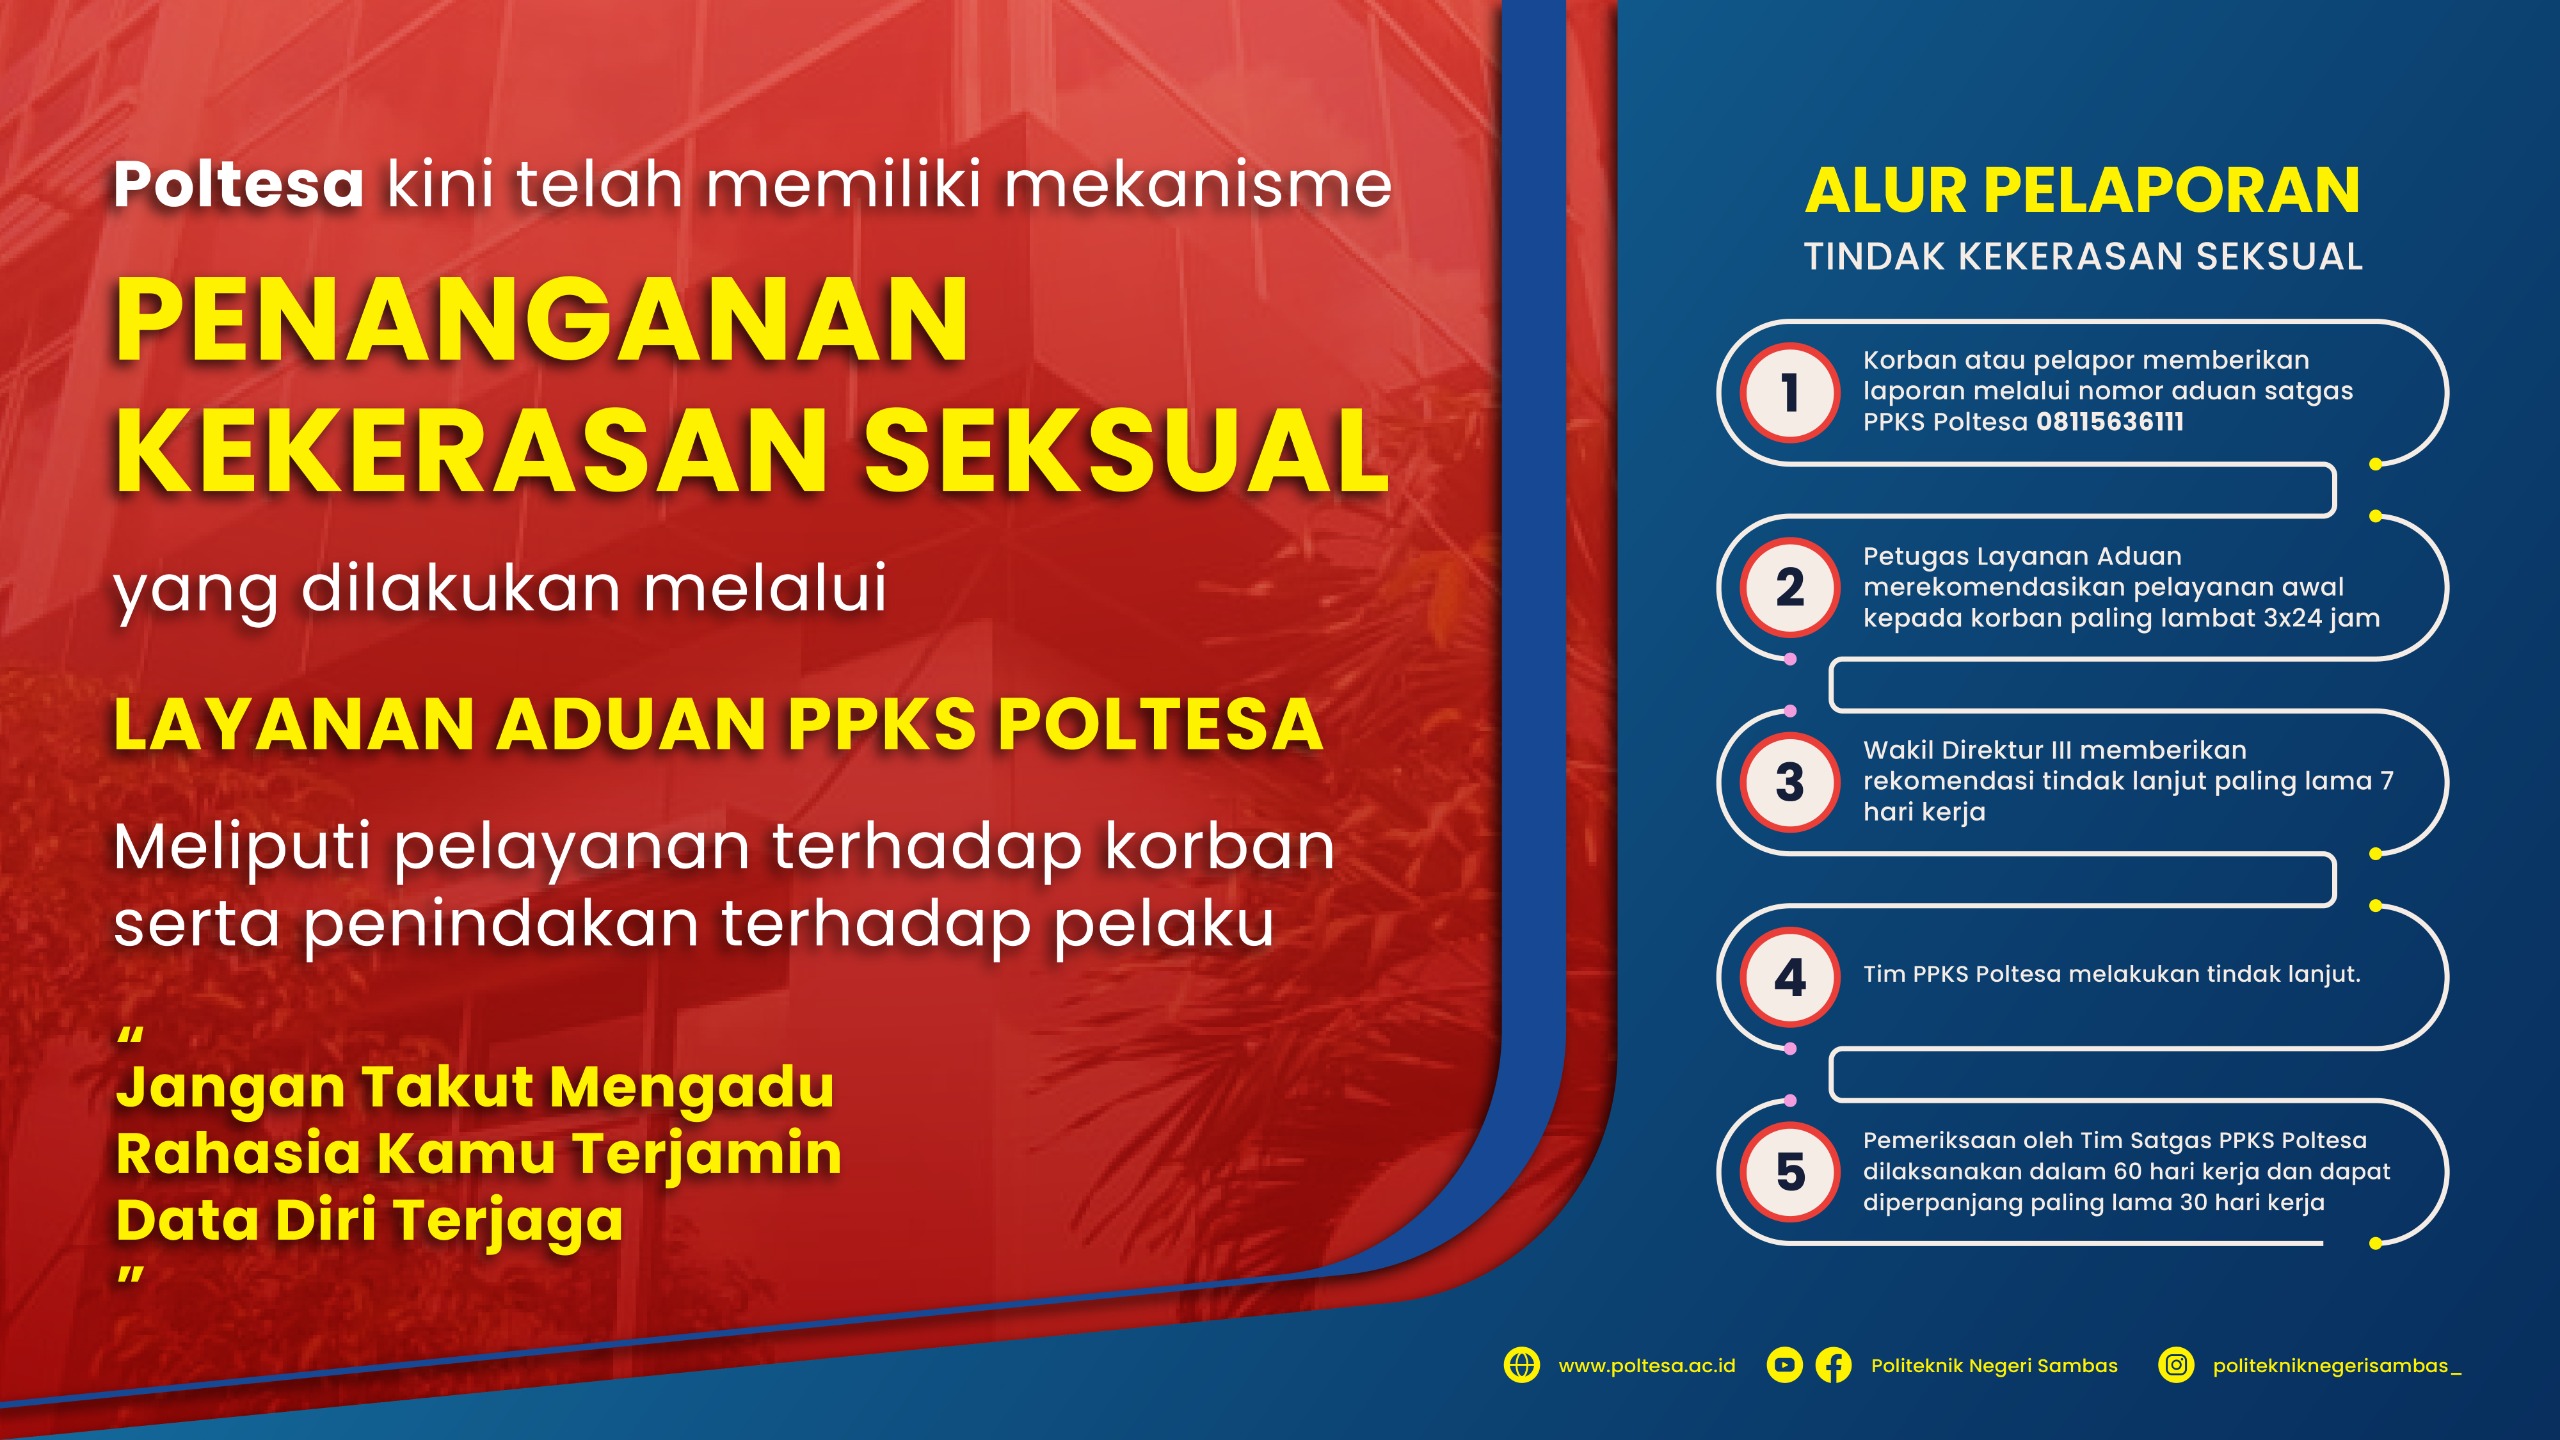 Poltesa kini telah memiliki mekanisme
PENANGANAN
KEKERASAN SEKSUAL
yang dilakukan melalui
LAYANAN ADUAN PPKS POLTESA
Meliputi pelayanan terhadap korban
serta penindakan terhadap pelaku
“
Jangan Takut Mengadu
Rahasia Kamu Terjamin
Data Diri Terjaga
”
ALUR PELAPORAN
TINDAK KEKERASAN SEKSUAL
1
Korban atau pelapor memberikan
laporan melalui nomor aduan satgas
PPKS Poltesa 08115636111
2
Petugas Layanan Aduan
merekomendasikan pelayanan awal
kepada korban paling lambat 3x24 jam
3
Wakil Direktur III memberikan
rekomendasi tindak lanjut paling lama 7
hari kerja
4
Tim PPKS Poltesa melakukan tindak lanjut.
5
Pemeriksaan oleh Tim Satgas PPKS Poltesa
dilaksanakan dalam 60 hari kerja dan dapat
diperpanjang paling lama 30 hari kerja
www.poltesa.ac.id Politeknik Negeri Sambas politekniknegerisambas_